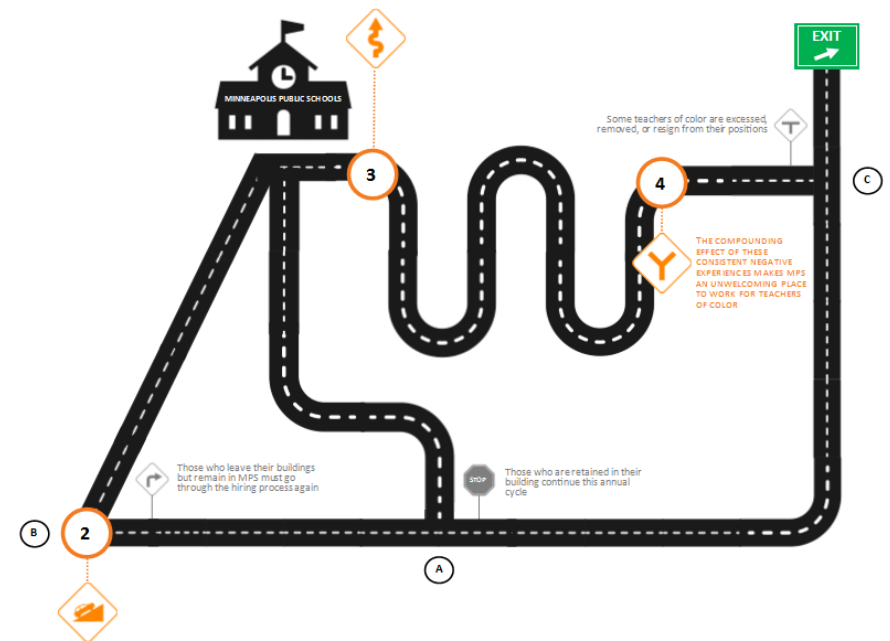 EXIT
MINNEAPOLIS PUBLIC SCHOOLS
Some teachers of color are excessed,
removed, or resign from their positions
3
4
C
THE COMPOUNDING
EFFECT OF THESE
CONSISTENT NEGATIVE
EXPERIENCES MAKES MPS
AN UNWELCOMING PLACE
TO WORK FOR TEACHERS
OF COLOR
Those who leave their buildings
but remain in MPS must go
through the hiring process again
STOP
Those who are retained in their
building continue this annual
cycle
B
2
A